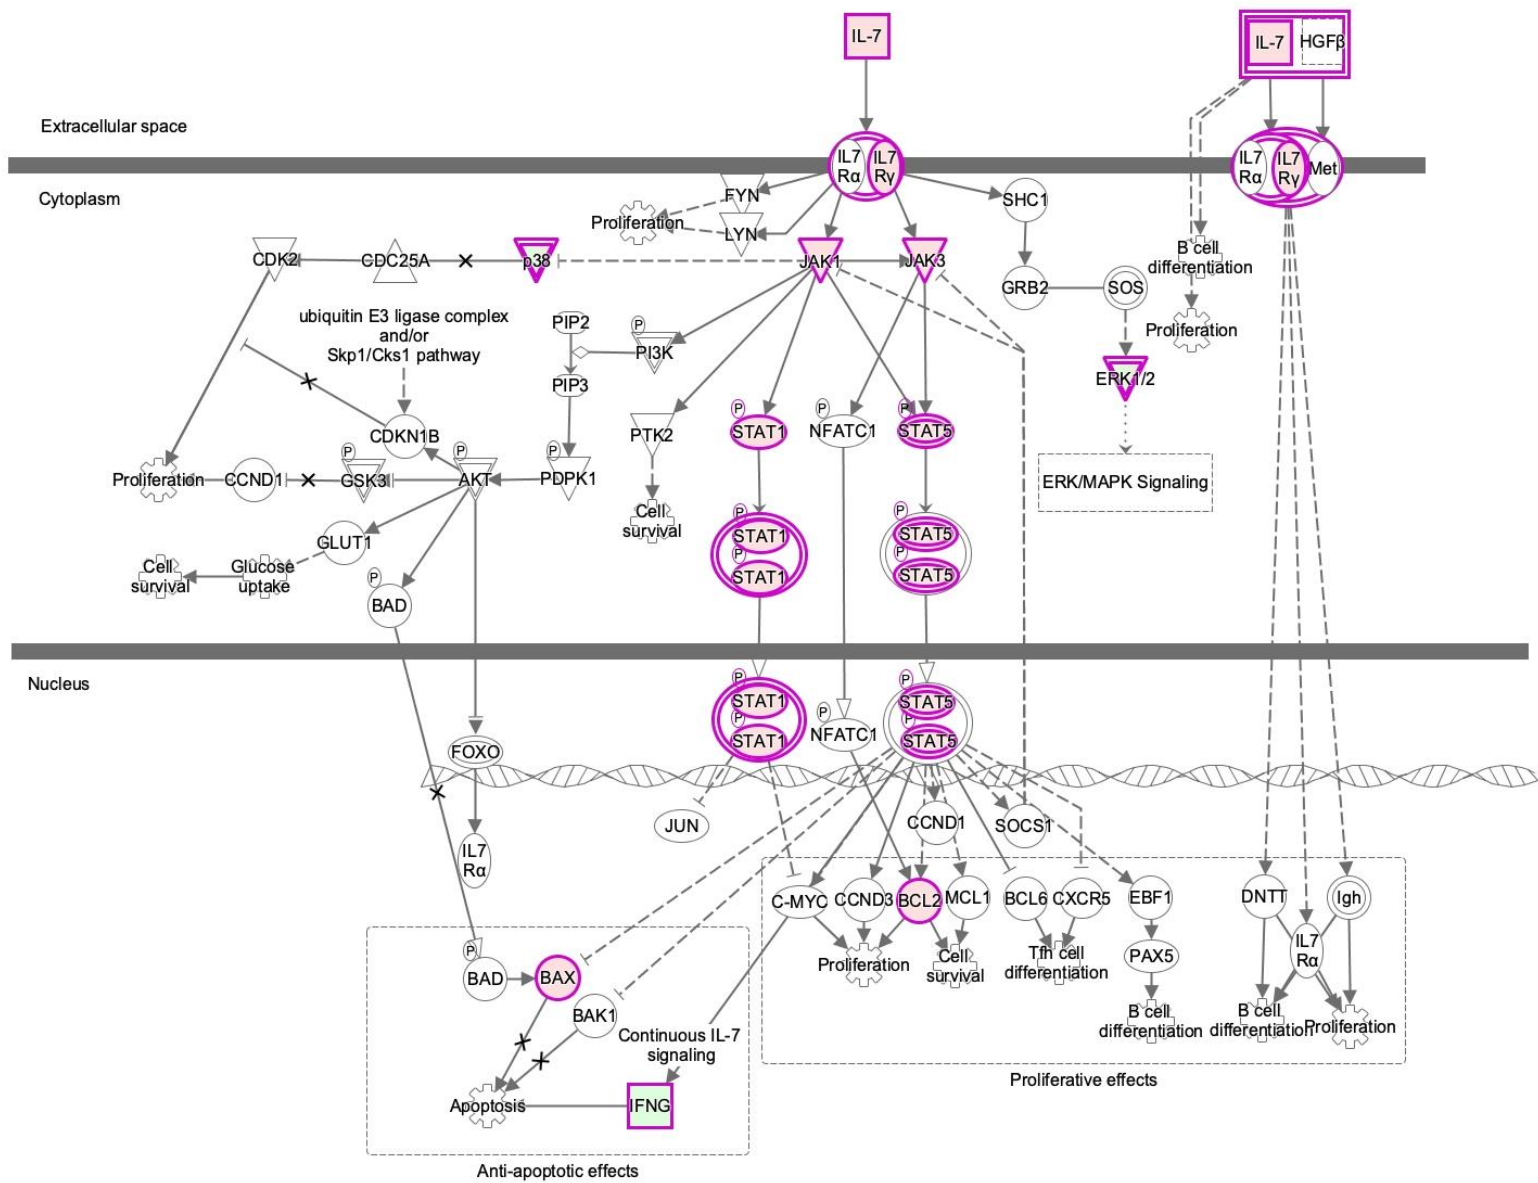 IL-7
IL-7
HGFβ
Extracellular space
IL7
Rα
IL7
Rγ
IL7
Rα
IL7
Rγ
Met
Cytoplasm
FYN
SHC1
Proliferation
LYN
CDK2
CDC25A
p38
JAK1
JAK3
B cell
differentiation
GRB2
SOS
ubiquitin E3 ligase complex
and/or
Skp1/Cks1 pathway
PIP2
P
PI3K
Proliferation
PIP3
ERK1/2
P
STAT1
P
NFATC1
P
STAT5
CDKN1B
PTK2
Proliferation
CCND1
P
GSK3
P
AKT
P
PDPK1
ERK/MAPK Signaling
Cell
survival
P
STAT1
P
STAT1
P
STAT5
P
STAT5
GLUT1
Cell
survival
Glucose
uptake
P
BAD
Nucleus
P
STAT1
P
STAT1
P
NFATC1
P
STAT5
P
STAT5
FOXO
JUN
CCND1
SOCS1
IL7
Rα
C-MYC
CCND3
BCL2
MCL1
BCL6
CXCR5
EBF1
DNTT
Igh
IL7
Rα
P
BAD
BAX
Proliferation
Cell
survival
Tfh cell
differentiation
PAX5
BAK1
B cell
differentiation
B cell
differentiation
Proliferation
Continuous IL-7
signaling
Apoptosis
IFNG
Proliferative effects
Anti-apoptotic effects